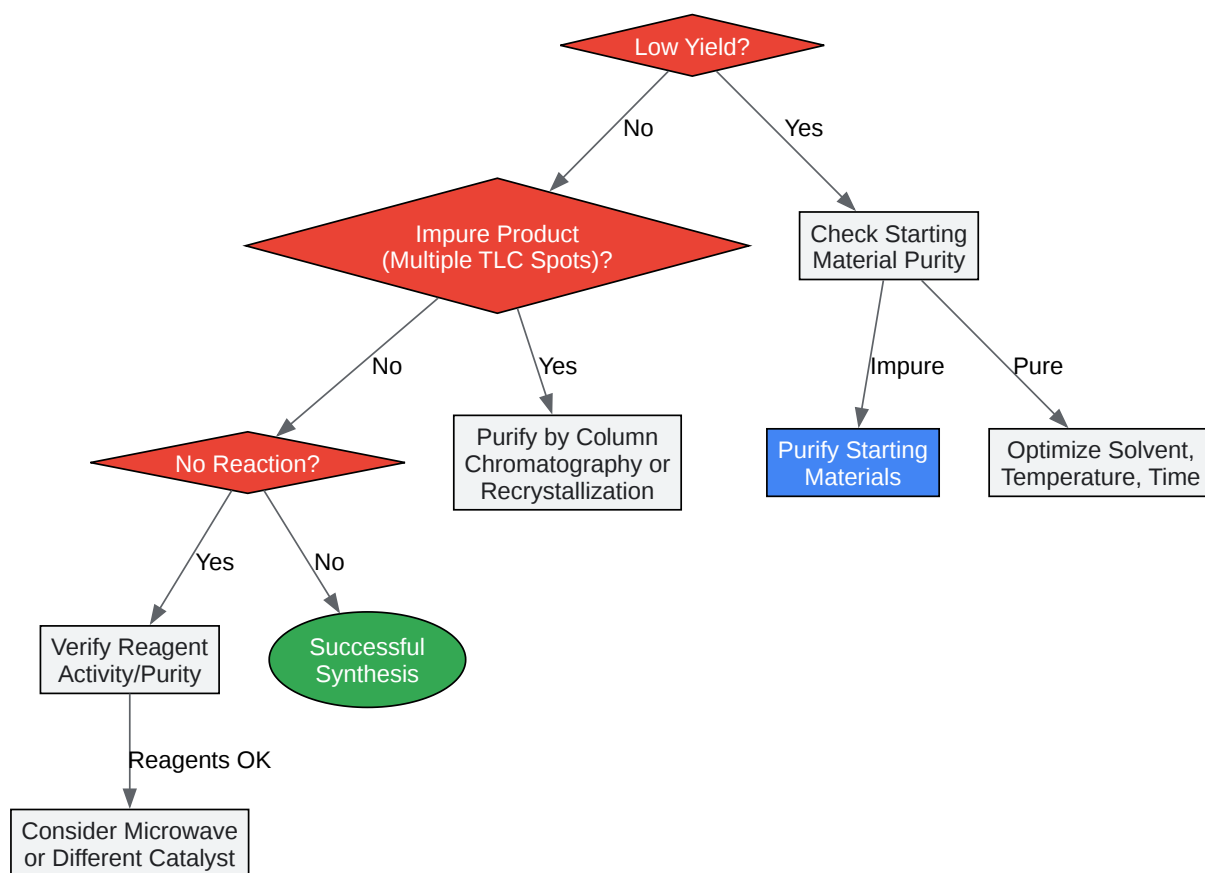 Low Yield?
No
Yes
Impure Product
(Multiple TLC Spots)?
Check Starting
Material Purity
No
Yes
Impure
Pure
No Reaction?
Purify by Column
Chromatography or
Recrystallization
Purify Starting
Materials
Optimize Solvent,
Temperature, Time
Yes
No
Verify Reagent
Activity/Purity
Successful
Synthesis
Reagents OK
Consider Microwave
or Different Catalyst